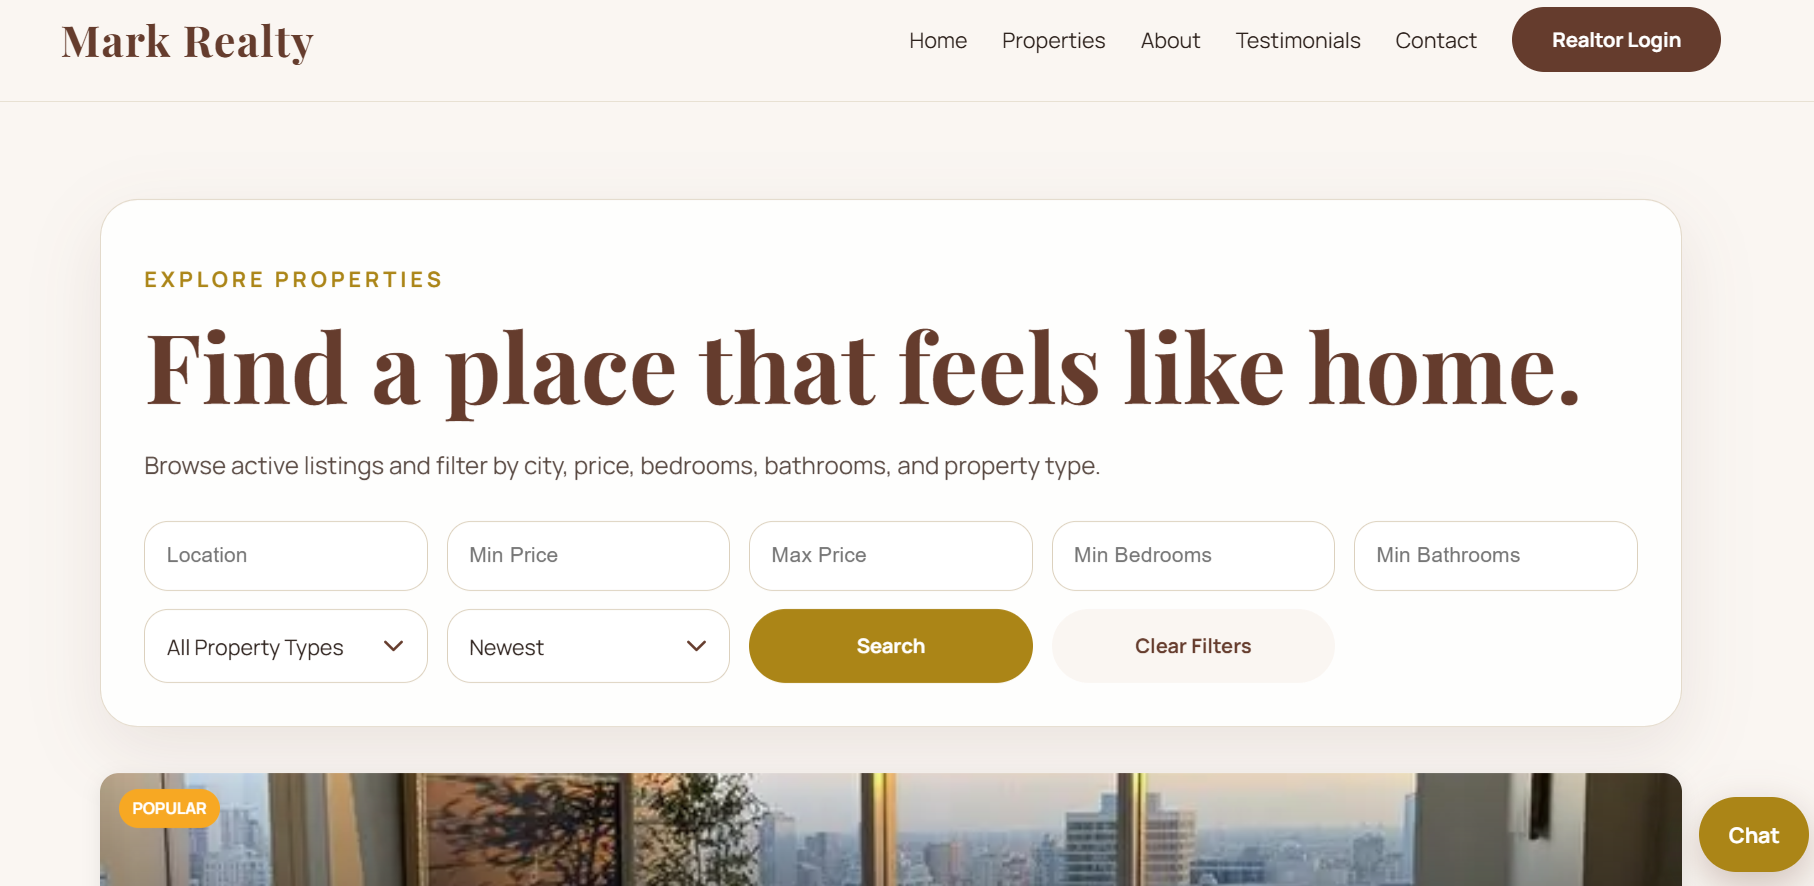 Mark Realty
Home Properties About Testimonials Contact Realtor Login
EXPLORE PROPERTIES
Find a place that feels like home.
Browse active listings and filter by city, price, bedrooms, bathrooms, and property type.
Location Min Price Max Price Min Bedrooms Min Bathrooms
All Property Types Newest Search Clear Filters
POPULAR
Chat